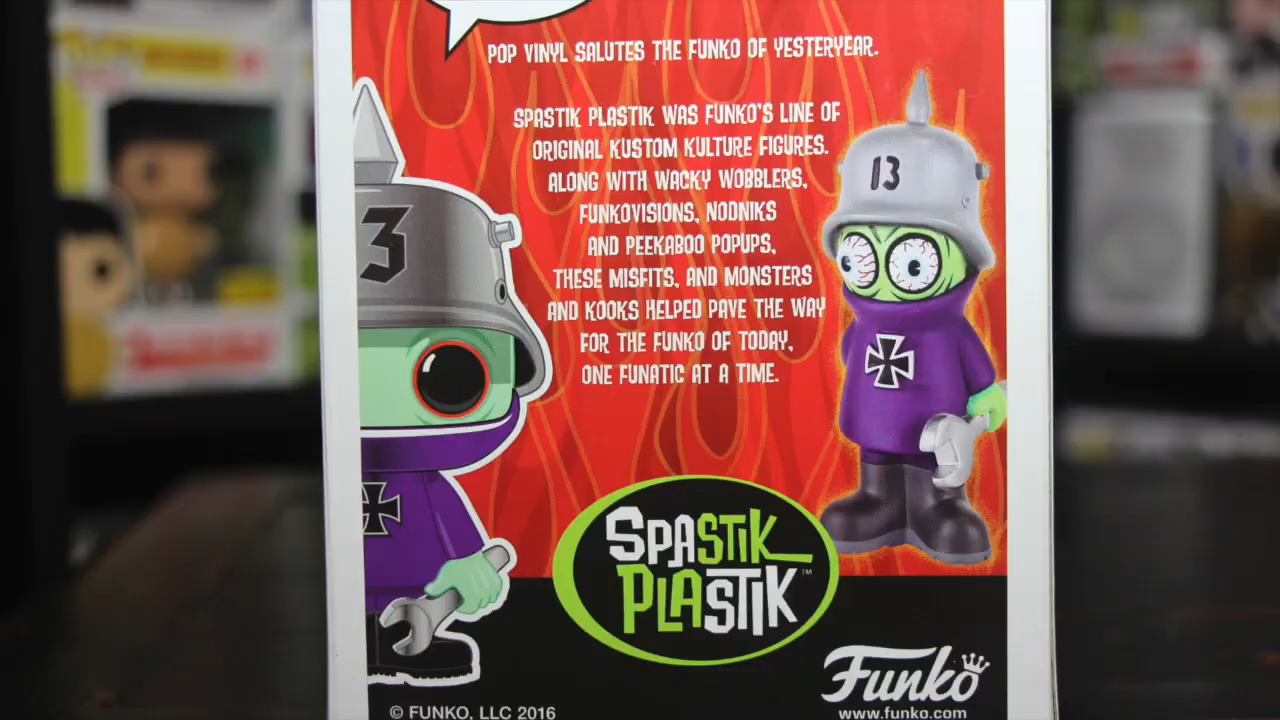 POP VINYL SALUTES THE FUNKO OF YESTERYEAR.
SPASTIK PLASTIK WAS FUNKO'S LINE OF
ORIGINAL KUSTOM KULTURE FIGURES.
ALONG WITH WACKY WOBBLERS,
FUNKOVISIONS, NODNIKS
AND PEEKABOO POPUPS,
THESE MISFITS, AND MONSTERS
AND KOOKS HELPED PAVE THE WAY
FOR THE FUNKO OF TODAY,
ONE FUNATIC AT A TIME.
13
3
SPASTIK
PLASTIK™
Funko
www.funko.com
© FUNKO, LLC 2016